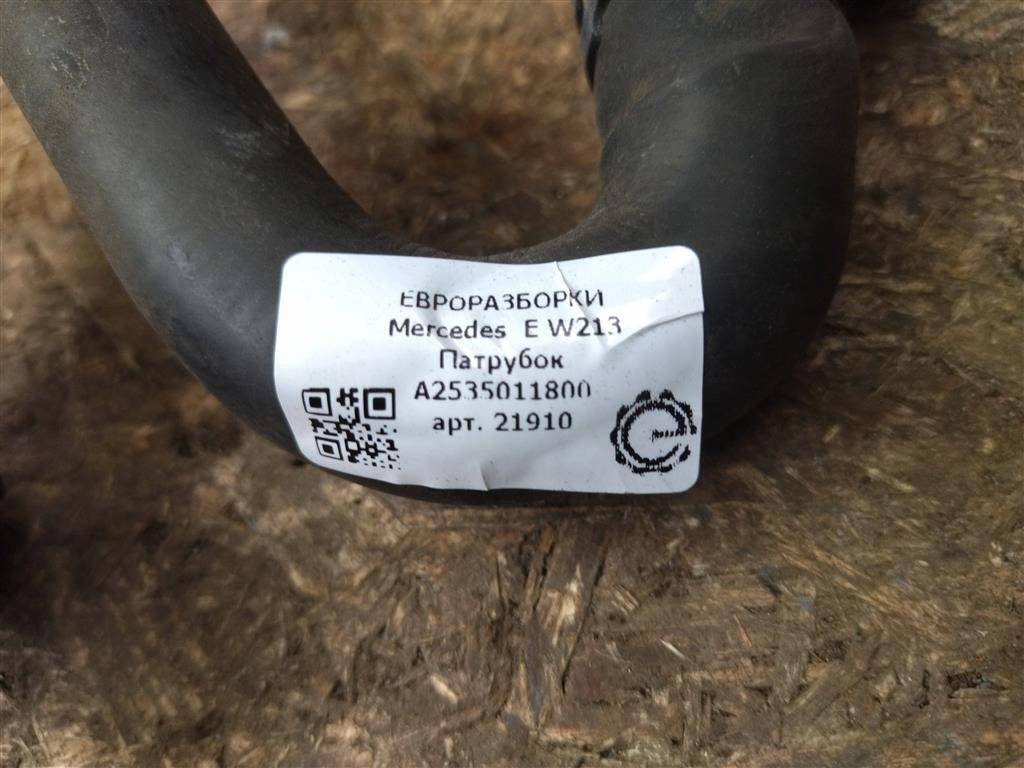 ЕВРОРАЗБОРКИ
Mercedes E W213
Патрубок
A2535011800
арт. 21910